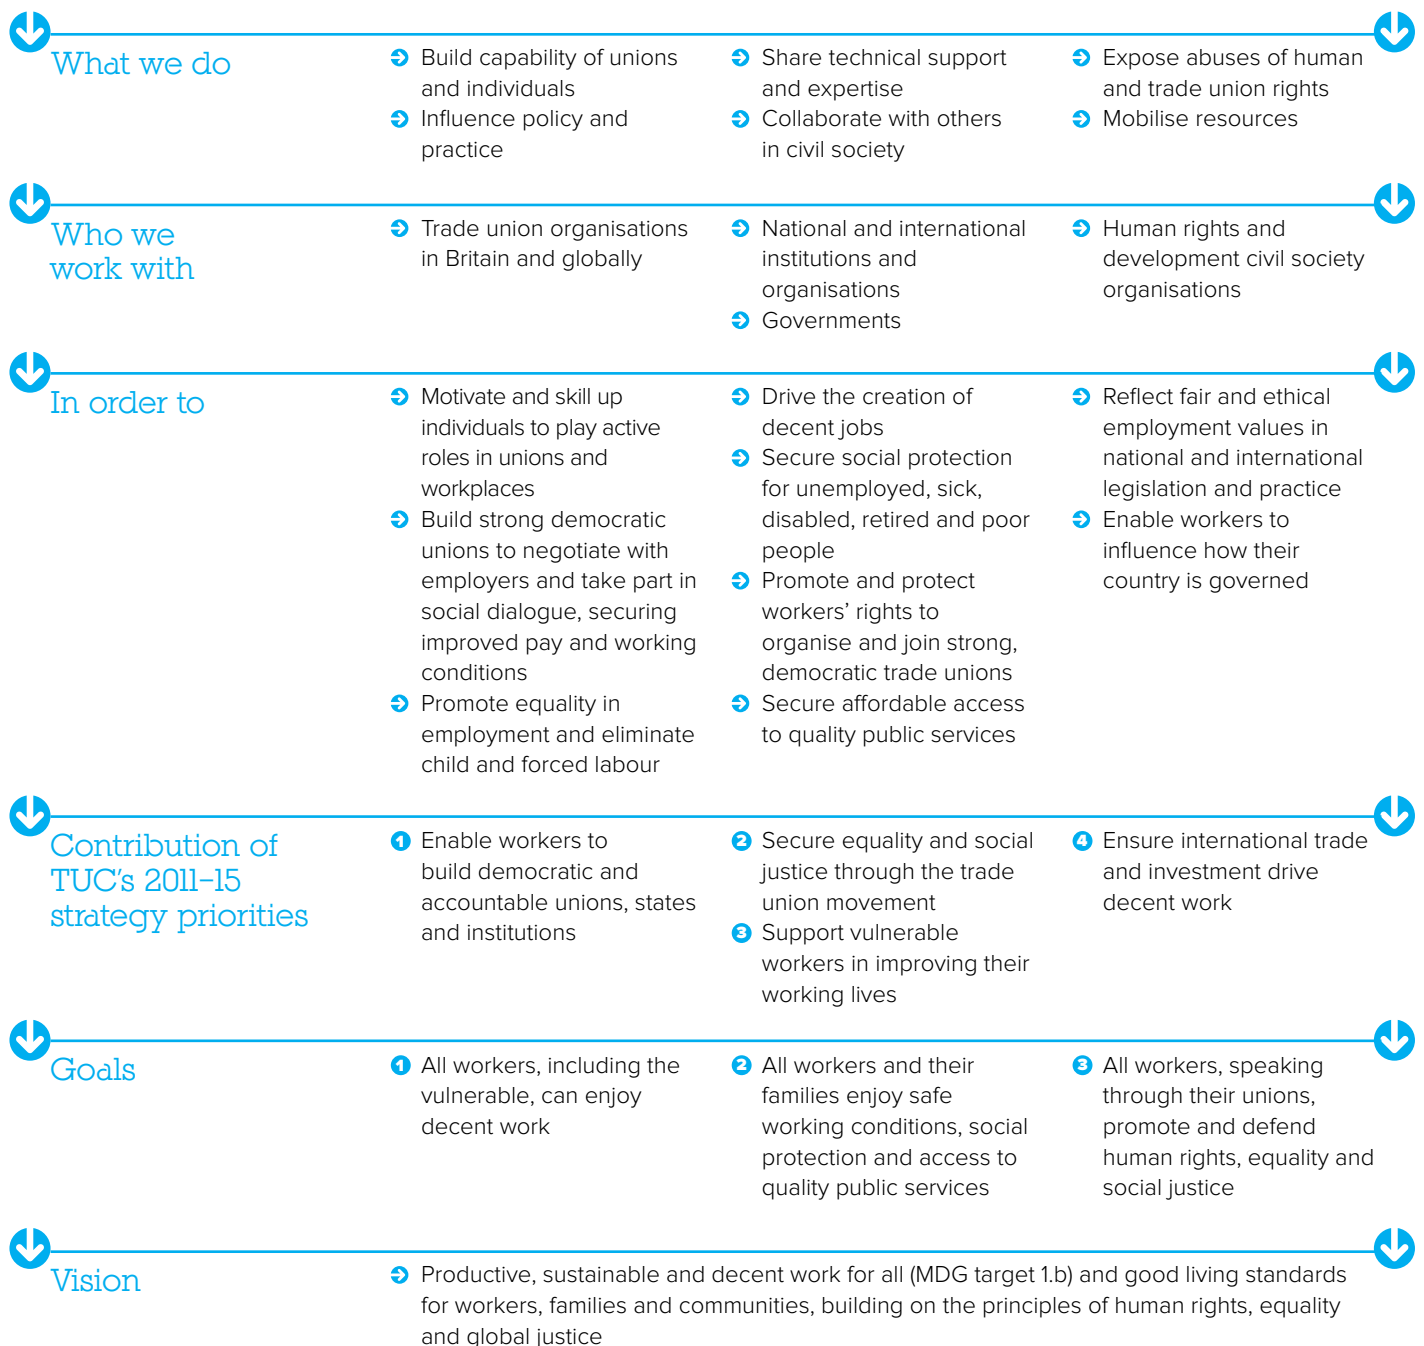 What we do
Build capability of unions
and individuals
Influence policy and
practice
Share technical support
and expertise
Collaborate with others
in civil society
Expose abuses of human
and trade union rights
Mobilise resources
Who we
work with
Trade union organisations
in Britain and globally
National and international
institutions and
organisations
Governments
Human rights and
development civil society
organisations
In order to
Motivate and skill up
individuals to play active
roles in unions and
workplaces
Build strong democratic
unions to negotiate with
employers and take part in
social dialogue, securing
improved pay and working
conditions
Promote equality in
employment and eliminate
child and forced labour
Drive the creation of
decent jobs
Secure social protection
for unemployed, sick,
disabled, retired and poor
people
Promote and protect
workers’ rights to
organise and join strong,
democratic trade unions
Secure affordable access
to quality public services
Reflect fair and ethical
employment values in
national and international
legislation and practice
Enable workers to
influence how their
country is governed
Contribution of
TUC’s 2011–15
strategy priorities
1 Enable workers to
build democratic and
accountable unions, states
and institutions
2 Secure equality and social
justice through the trade
union movement
3 Support vulnerable
workers in improving their
working lives
4 Ensure international trade
and investment drive
decent work
Goals
1 All workers, including the
vulnerable, can enjoy
decent work
2 All workers and their
families enjoy safe
working conditions, social
protection and access to
quality public services
3 All workers, speaking
through their unions,
promote and defend
human rights, equality and
social justice
Vision
Productive, sustainable and decent work for all (MDG target 1.b) and good living standards
for workers, families and communities, building on the principles of human rights, equality
and global justice